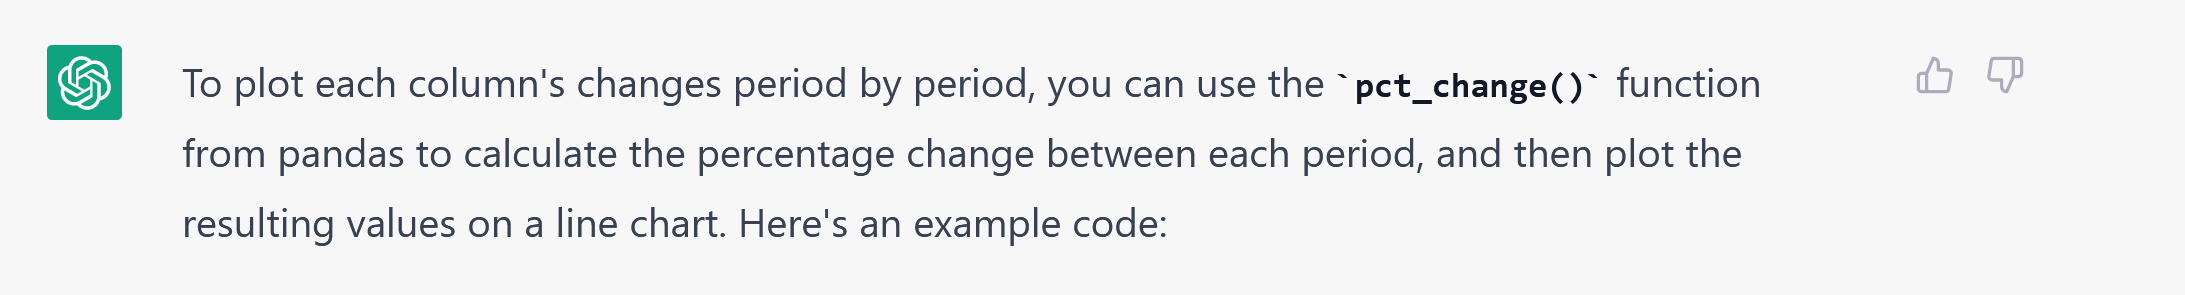 To plot each column's changes period by period, you can use the `pct_change()` function
from pandas to calculate the percentage change between each period, and then plot the
resulting values on a line chart. Here's an example code: